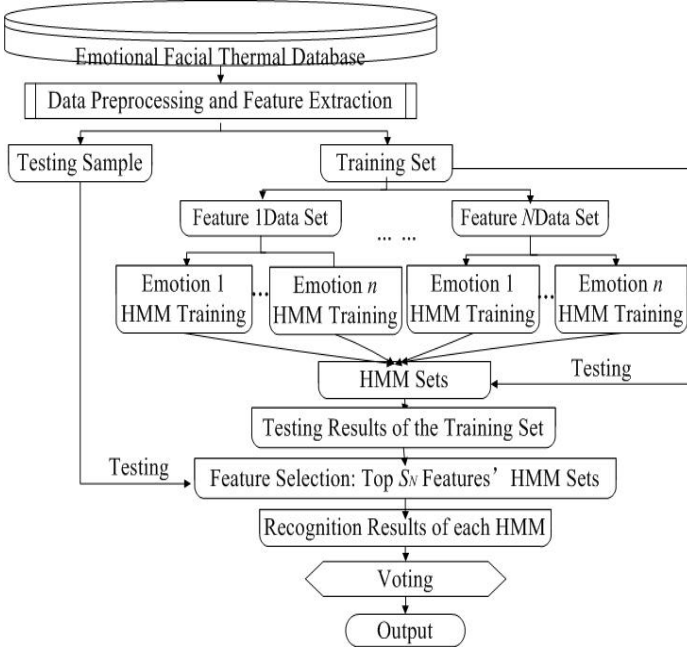 Emotional Facial Thermal Database
Data Preprocessing and Feature Extraction
Testing Sample
Training Set
Feature 1Data Set
... ...
Feature NData Set
Emotion 1
HMM Training
...
Emotion n
HMM Training
Emotion 1
HMM Training
...
Emotion n
HMM Training
HMM Sets
Testing
Testing Results of the Training Set
Testing
Feature Selection: Top SN Features’ HMM Sets
Recognition Results of each HMM
Voting
Output